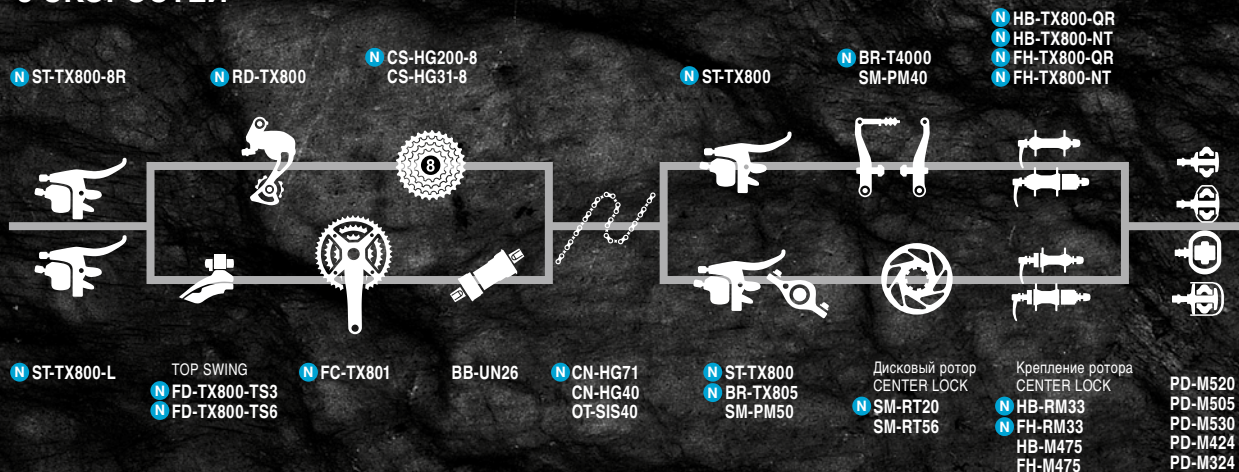 N HB-TX800-QR
N HB-TX800-NT
N FH-TX800-QR
N FH-TX800-NT
N ST-TX800-8R
N RD-TX800
N CS-HG200-8
CS-HG31-8
N ST-TX800
N BR-T4000
SM-PM40
8
N ST-TX800-L
TOP SWING
N FD-TX800-TS3
N FD-TX800-TS6
N FC-TX801
BB-UN26
N CN-HG71
CN-HG40
OT-SIS40
N ST-TX800
N BR-TX805
SM-PM50
Дисковый ротор
CENTER LOCK
N SM-RT20
SM-RT56
Крепление ротора
CENTER LOCK
N HB-RM33
N FH-RM33
HB-M475
FH-M475
PD-M520
PD-M505
PD-M530
PD-M424
PD-M324